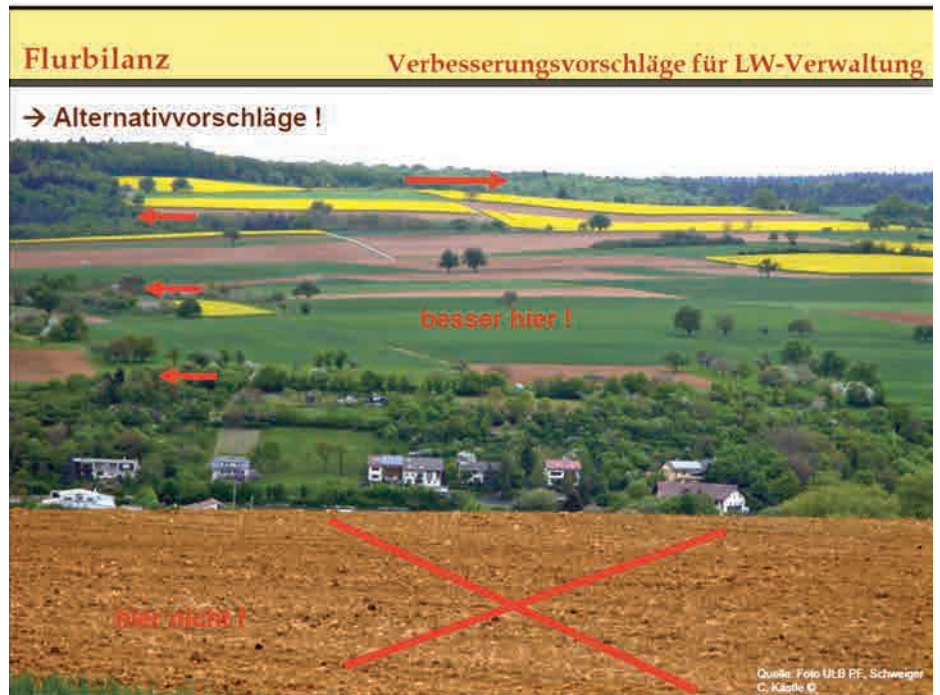 Flurbilanz
Verbesserungsvorschläge für LW-Verwaltung
→ Alternativvorschläge !
besser hier !
hier nicht !
Quelle: Foto ULB PF, Schweiger
C. Kästle ©